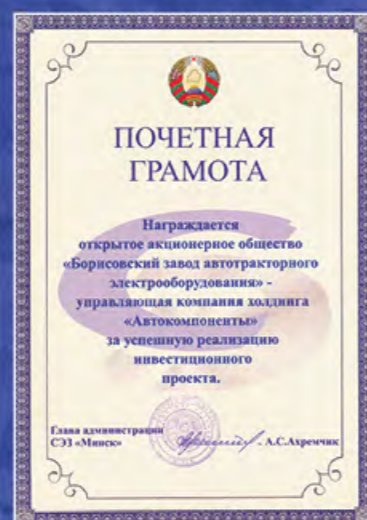 ПОЧЕТНАЯ
ГРАМОТА
Награждается
открытое акционерное общество
«Борисовский завод автотракторного
электрооборудования» -
управляющая компания холдинга
«Автокомпоненты»
за успешную реализацию
инвестиционного
проекта.
Глава администрации
СЭЗ «Минск»
А.С.Ахремчик